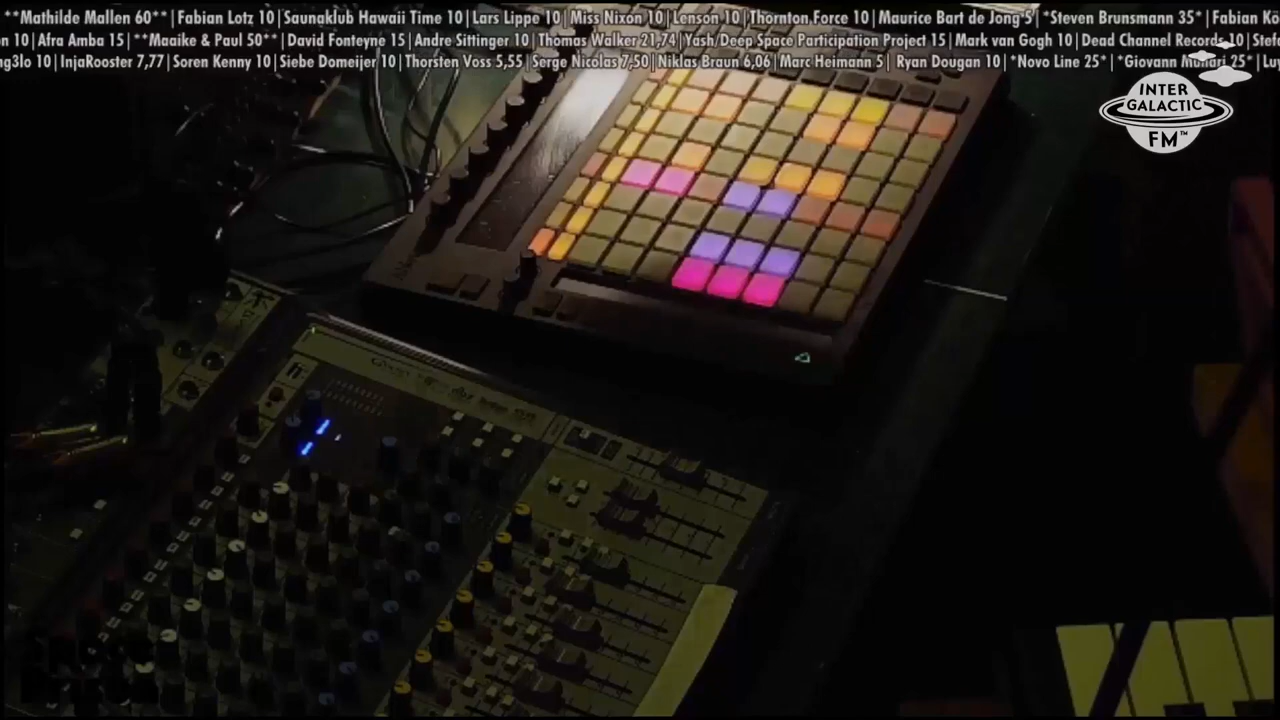 **Mathilde Mallen 60** | Fabian Lotz 10 | Saunaklub Hawaii Time 10 | Lars Lippe 10 | Miss Nixon 10 | Lenson 10 | Thornton Force 10 | Maurice Bart de Jong 5 | *Steven Brunsmann 35* | Fabian
n 10 | Afra Amba 15 | **Maaike & Paul 50** | David Fonteyne 15 | Andre Sittinger 10 | Thomas Walker 21,74 | Yash/Deep Space Participation Project 15 | Mark van Gogh 10 | Dead Channel Records 10 | Stef
ng3lo 10 | InjaRooster 7,77 | Soren Kenny 10 | Siebe Domeijer 10 | Thorsten Voss 5,55 | Serge Nicolas 7,50 | Niklas Braun 6,06 | Marc Heimann 5 | Ryan Dougan 10 | *Novo Line 25* | *Giovann 25* | Luy
INTER
GALACTIC
FM™